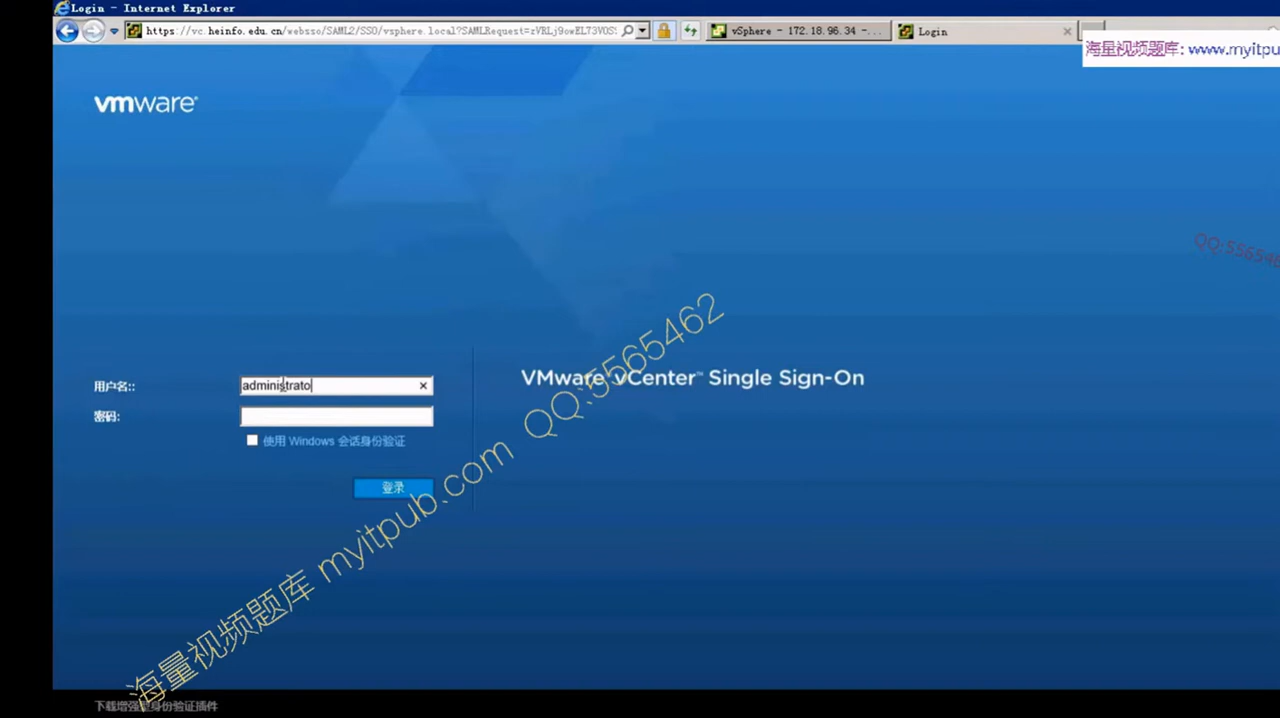 Login - Internet Explorer
https://vc.heinfo.edu.cn/websso/SAML2/SSO/vsphere.local?SAMLRequest=
vSphere - 172.18.96.34 -...
Login
海量视频题库: www.myitpu
vmware
QQ:55654
用户名::
administrato
VMware vCenter™ Single Sign-On
密码:
使用 Windows 会话身份验证
登录
海量视频题库 myitpub.com QQ:5565462
下载增强型身份验证插件